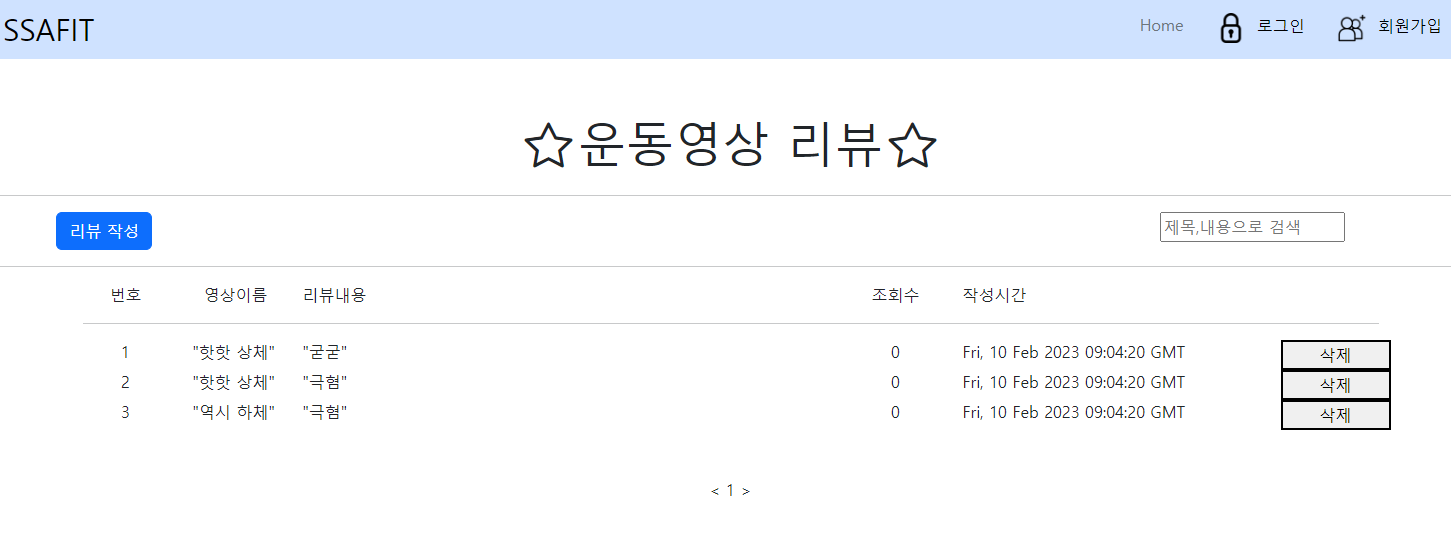 SSAFIT Home 로그인 회원가입
☆운동영상 리뷰☆
리뷰 작성 제목,내용으로 검색
번호 영상이름 리뷰내용 조회수 작성시간
1 "핫핫 상체" "굳굳" 0 Fri, 10 Feb 2023 09:04:20 GMT 삭제
2 "핫핫 상체" "극혐" 0 Fri, 10 Feb 2023 09:04:20 GMT 삭제
3 "역시 하체" "극혐" 0 Fri, 10 Feb 2023 09:04:20 GMT 삭제
< 1 >